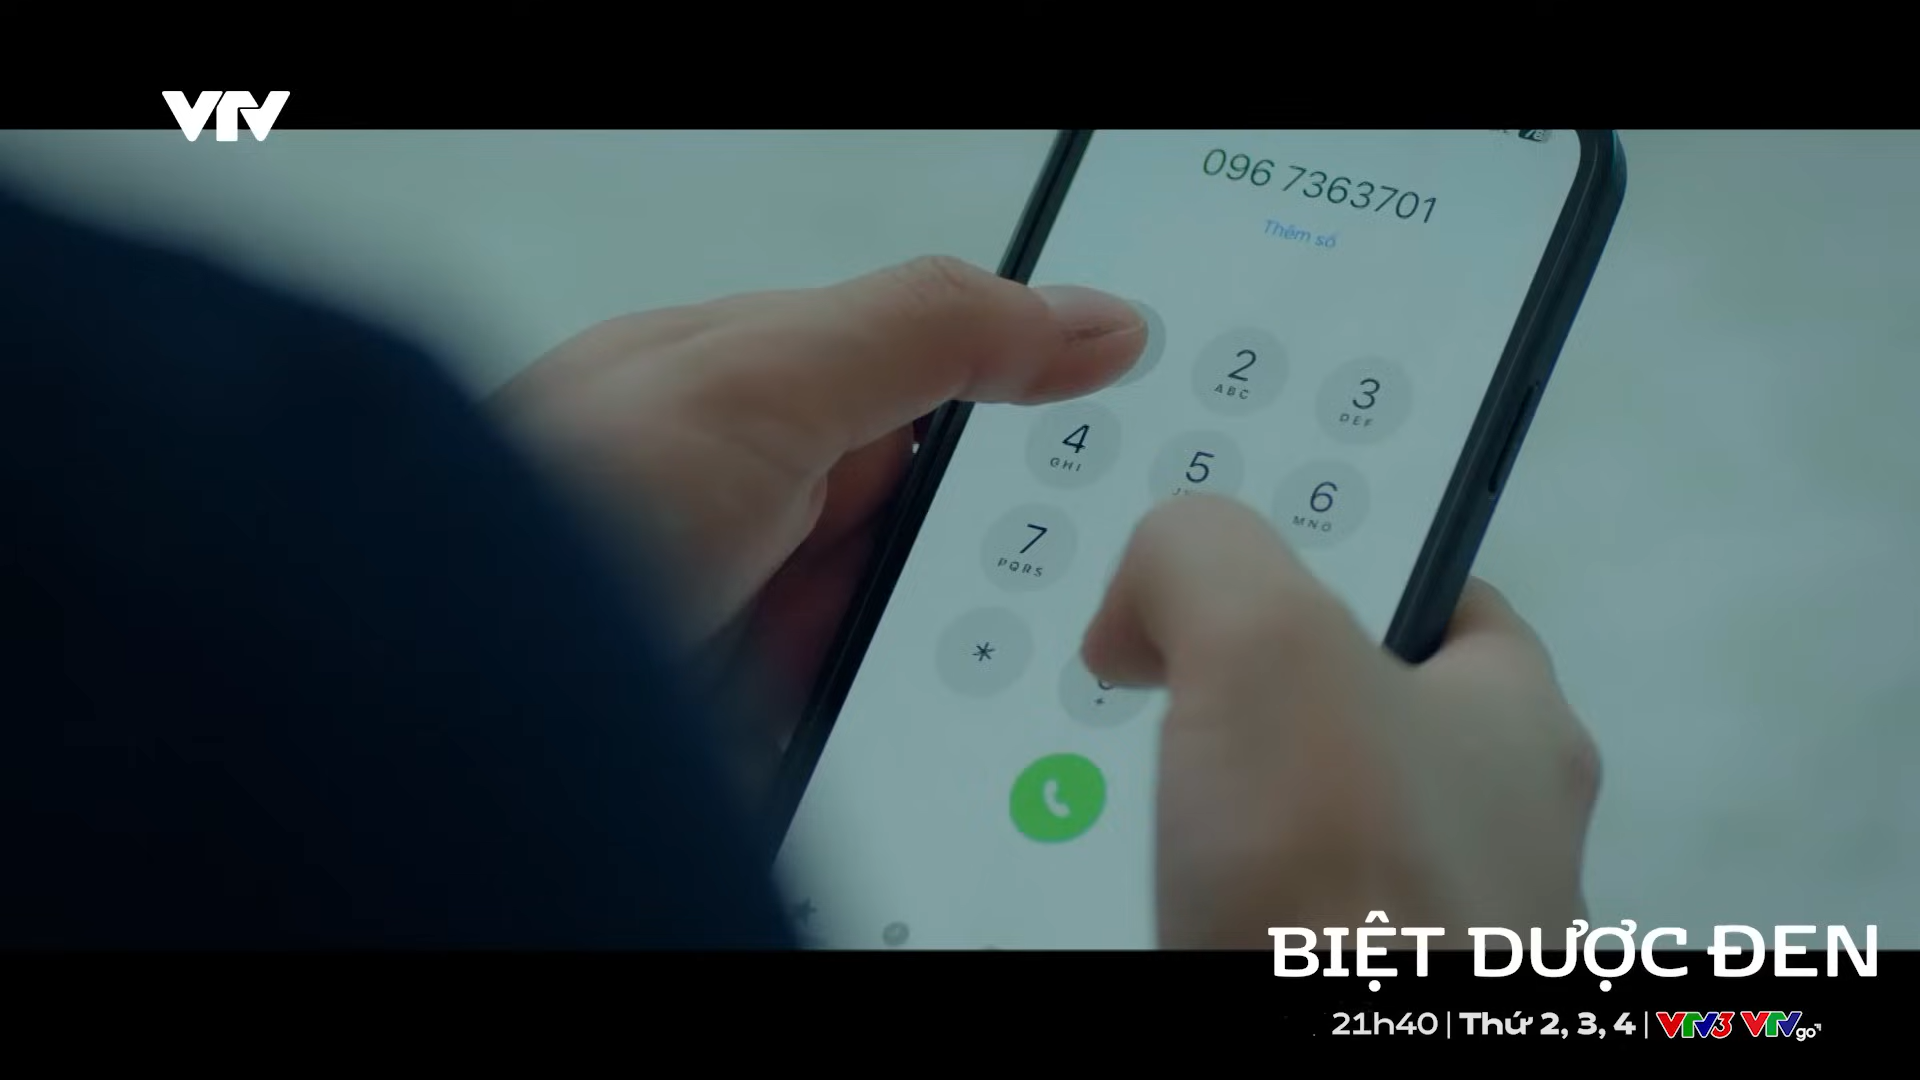 VTV
096 7363701
Thêm số
2
ABC
3
DEF
4
GHI
5
6
MNO
7
PQRS
*
+
BIỆT DƯỢC ĐEN
21h40 | Thứ 2, 3, 4 | VTV3 VTVgo